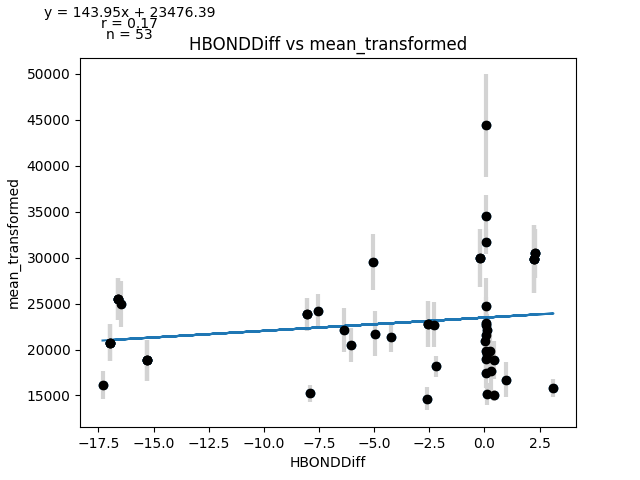 y = 143.95x + 23476.39
r = 0.17
n = 53
HBONDDiff vs mean_transformed
50000
45000
40000
35000
30000
25000
20000
15000
mean_transformed
−17.5 −15.0 −12.5 −10.0 −7.5 −5.0 −2.5 0.0 2.5
HBONDDiff